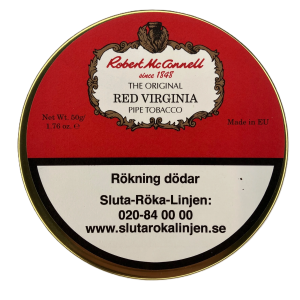 Robert McConnell
since 1848
THE ORIGINAL
RED VIRGINIA
PIPE TOBACCO
Net Wt. 50g/
1.76 oz. e
Made in EU
Rökning dödar
Sluta-Röka-Linjen:
020-84 00 00
www.slutarokalinjen.se